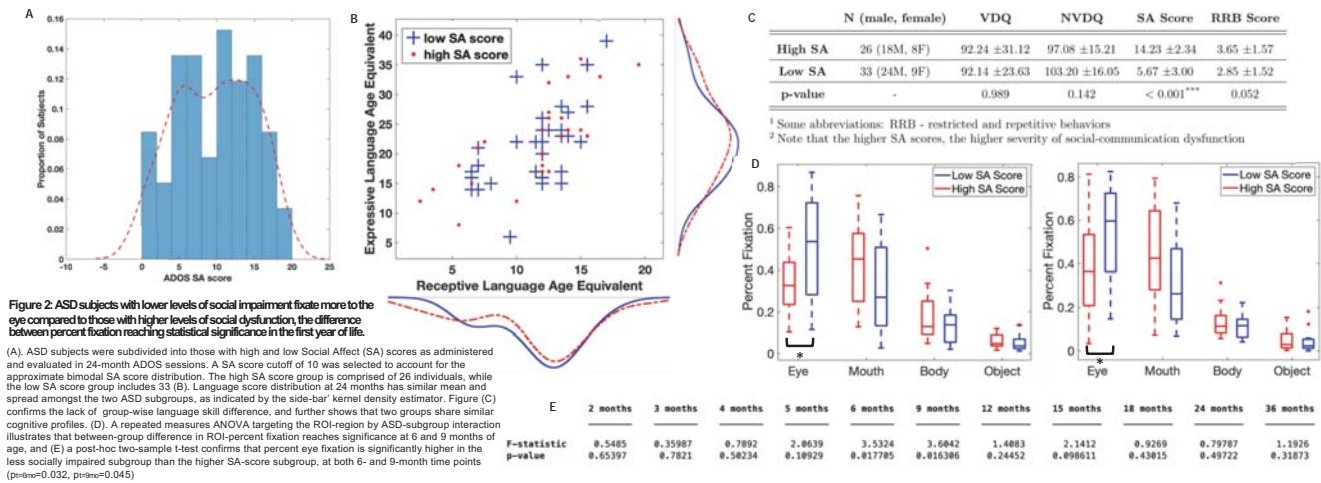 A
0.16
0.14
0.12
0.1
0.08
0.06
0.04
0.02
0
Proportion of Subjects
-10 -5 0 5 10 15 20 25
ADOS SA score
B
40
35
30
25
20
15
10
5
Expressive Language Age Equivalent
low SA score
high SA score
5 10 15 20
Receptive Language Age Equivalent
C
N (male, female) VDQ NVDQ SA Score RRB Score
High SA 26 (18M, 8F) 92.24 ±31.12 97.08 ±15.21 14.23 ±2.34 3.65 ±1.57
Low SA 33 (24M, 9F) 92.14 ±23.63 103.20 ±16.05 5.67 ±3.00 2.85 ±1.52
p-value - 0.989 0.142 < 0.001*** 0.052
1 Some abbreviations: RRB - restricted and repetitive behaviors
2 Note that the higher SA scores, the higher severity of social-communication dysfunction
D
0.8
0.6
0.4
0.2
0
Percent Fixation
Low SA Score
High SA Score
*
Eye Mouth Body Object
0.8
0.6
0.4
0.2
0
Percent Fixation
Low SA Score
High SA Score
*
Eye Mouth Body Object
Figure 2: ASD subjects with lower levels of social impairment fixate more to the
eye compared to those with higher levels of social dysfunction, the difference
between percent fixation reaching statistical significance in the first year of life.
(A). ASD subjects were subdivided into those with high and low Social Affect (SA) scores as administered
and evaluated in 24-month ADOS sessions. A SA score cutoff of 10 was selected to account for the
approximate bimodal SA score distribution. The high SA score group is comprised of 26 individuals, while
the low SA score group includes 33 (B). Language score distribution at 24 months has similar mean and
spread amongst the two ASD subgroups, as indicated by the side-bar' kernel density estimator. Figure (C)
confirms the lack of group-wise language skill difference, and further shows that two groups share similar
cognitive profiles. (D). A repeated measures ANOVA targeting the ROI-region by ASD-subgroup interaction
illustrates that between-group difference in ROI-percent fixation reaches significance at 6 and 9 months of
age, and (E) a post-hoc two-sample t-test confirms that percent eye fixation is significantly higher in the
less socially impaired subgroup than the higher SA-score subgroup, at both 6- and 9-month time points
(pt=6mo=0.032, pt=9mo=0.045)
E
2 months 3 months 4 months 5 months 6 months 9 months 12 months 15 months 18 months 24 months 36 months
F-statistic 0.5485 0.35987 0.7892 2.0639 3.5324 3.6042 1.4083 2.1412 0.9269 0.79787 1.1926
p-value 0.65397 0.7821 0.50234 0.10929 0.017705 0.016306 0.24452 0.098611 0.43015 0.49722 0.31873